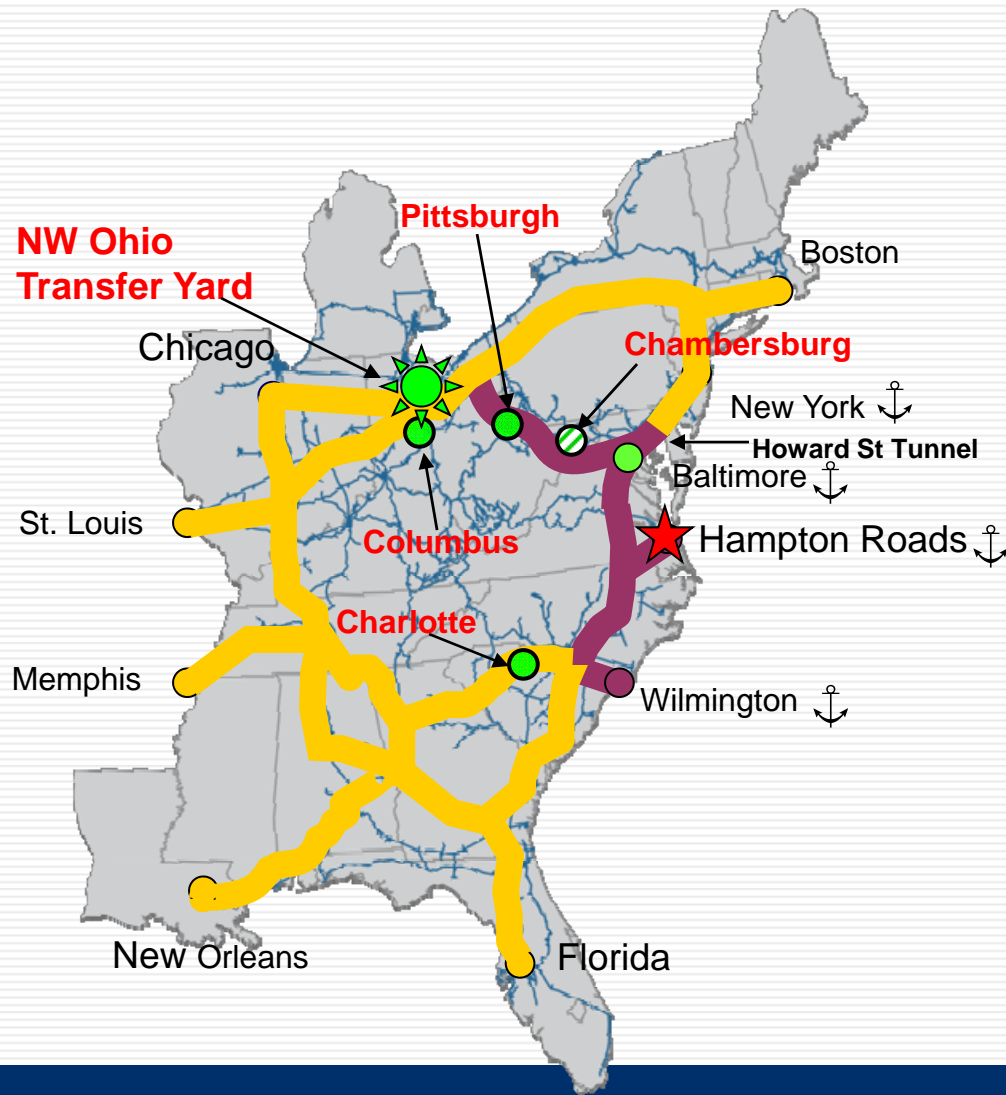 Pittsburgh
NW Ohio
Transfer Yard
Boston
Chicago
Chambersburg
New York
Howard St Tunnel
Baltimore
St. Louis
Columbus
Hampton Roads
Charlotte
Memphis
Wilmington
New Orleans
Florida